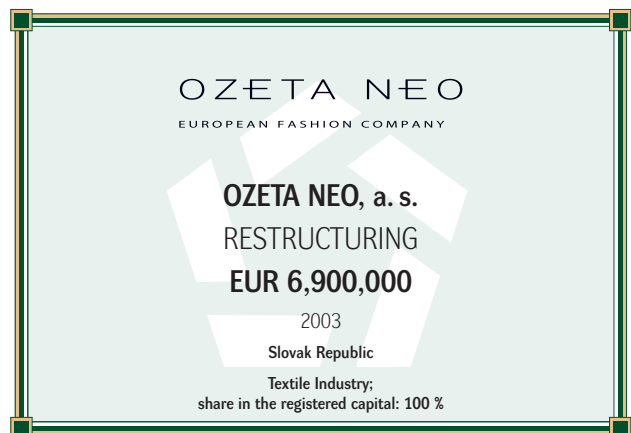 OZETA NEO
EUROPEAN FASHION COMPANY
OZETA NEO, a. s.
RESTRUCTURING
EUR 6,900,000
2003
Slovak Republic
Textile Industry;
share in the registered capital: 100 %